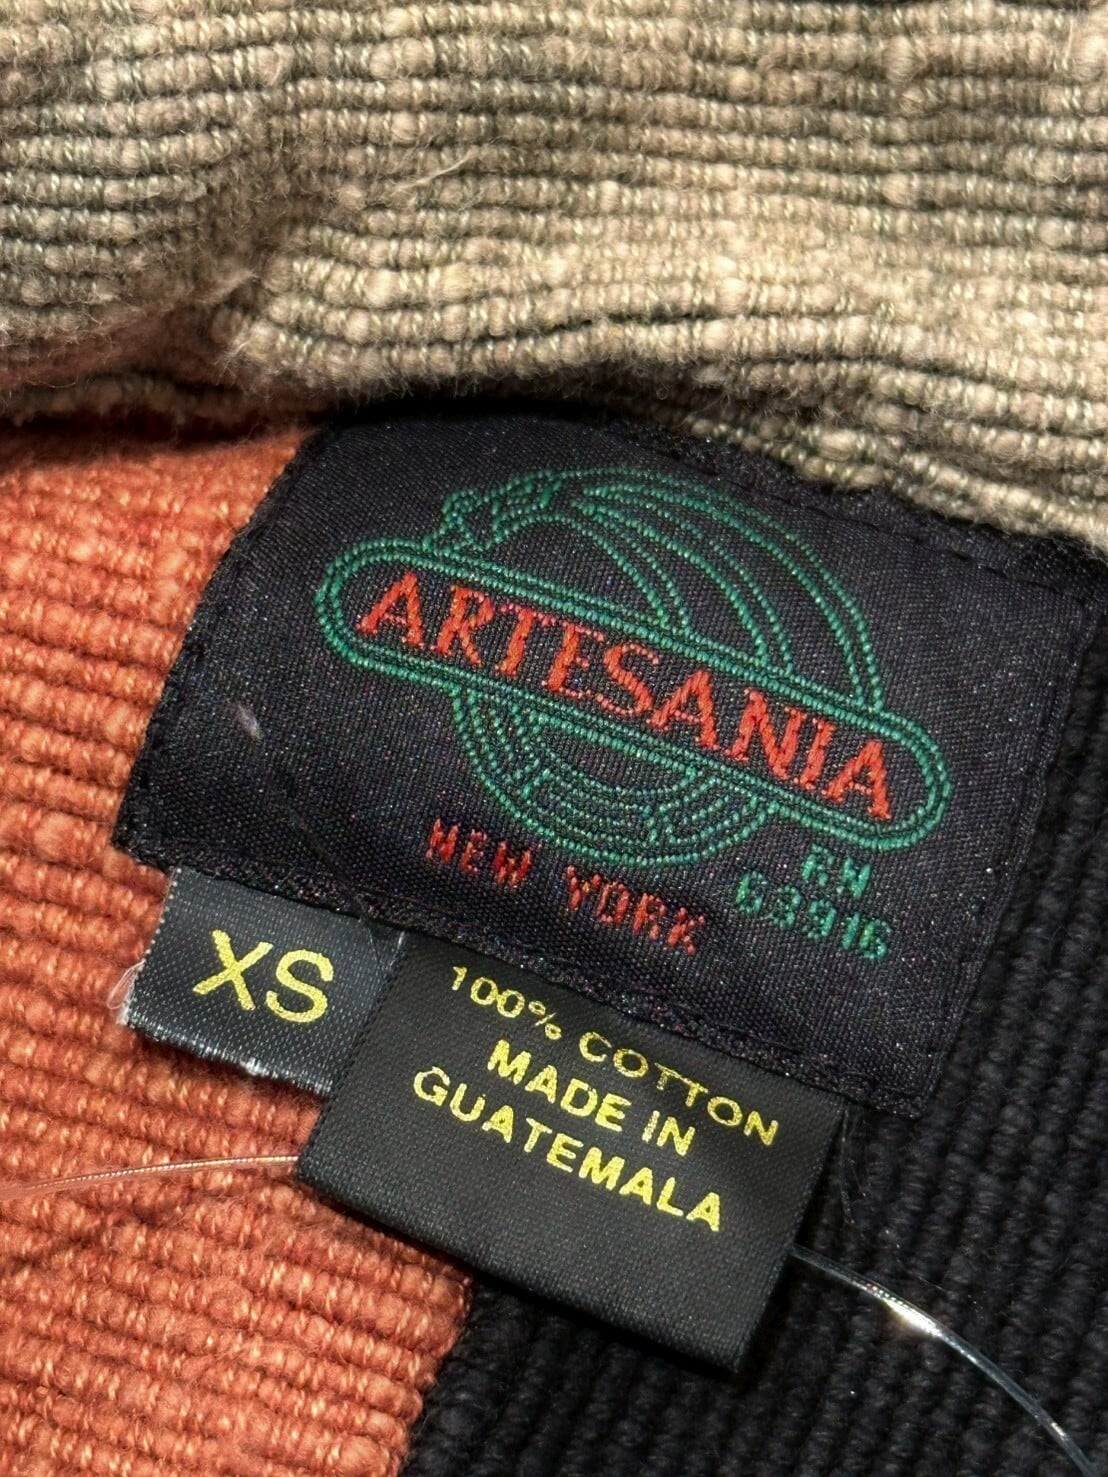 ARTESANIA
NEW YORK
RN
63916
XS
100% COTTON
MADE IN
GUATEMALA